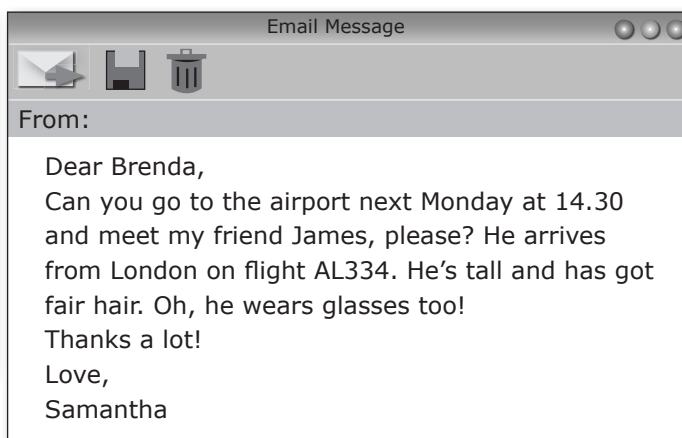 Email Message
From:
Dear Brenda,
Can you go to the airport next Monday at 14.30
and meet my friend James, please? He arrives
from London on flight AL334. He’s tall and has got
fair hair. Oh, he wears glasses too!
Thanks a lot!
Love,
Samantha